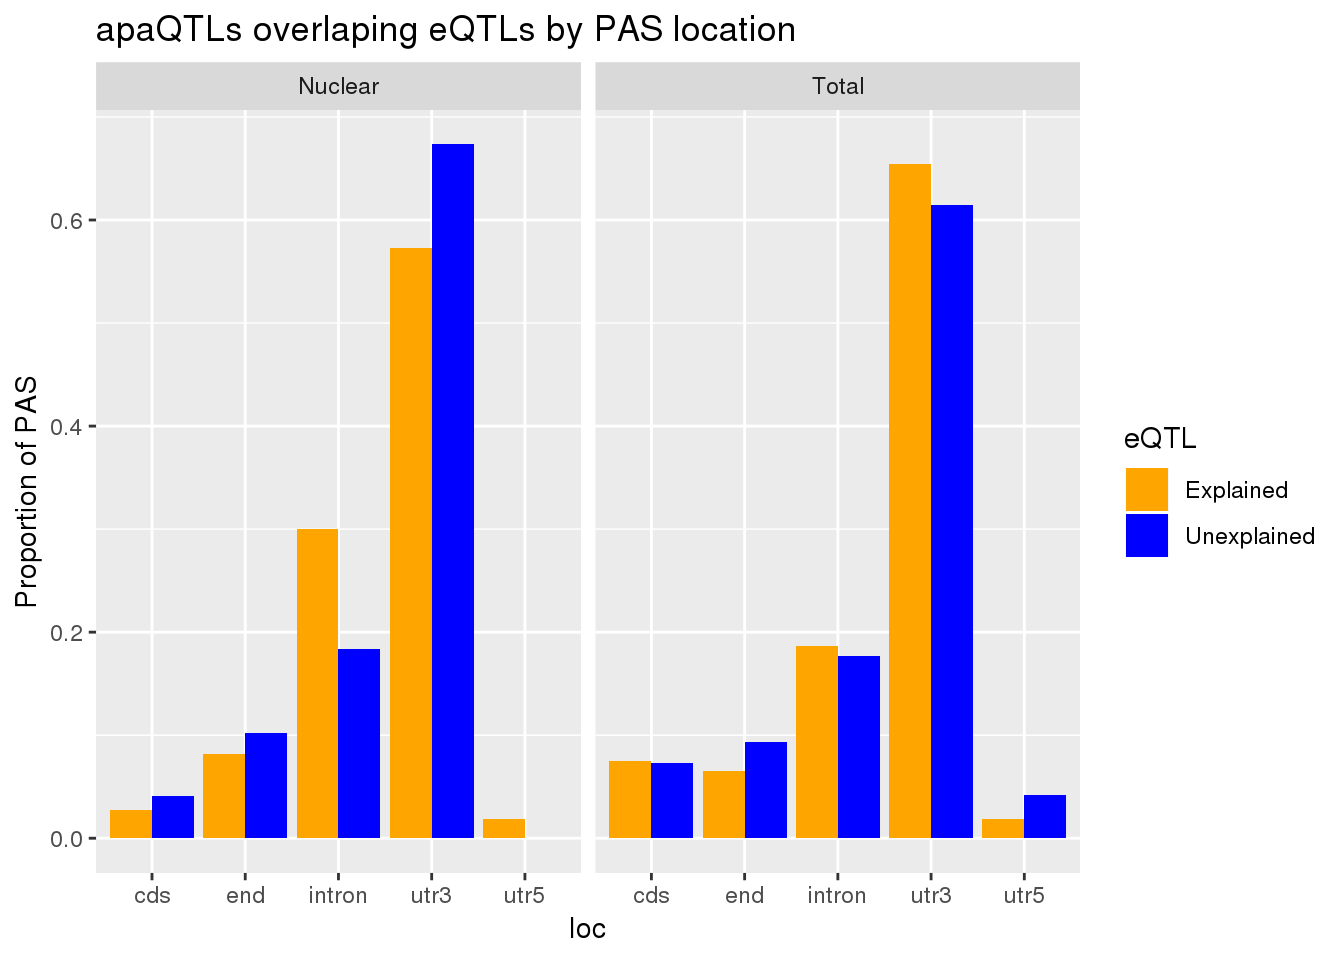 apaQTLs overlaping eQTLs by PAS location
Nuclear
Total
Proportion of PAS
0.6
0.4
0.2
0.0
cds end intron utr3 utr5
cds end intron utr3 utr5
loc
eQTL
Explained
Unexplained